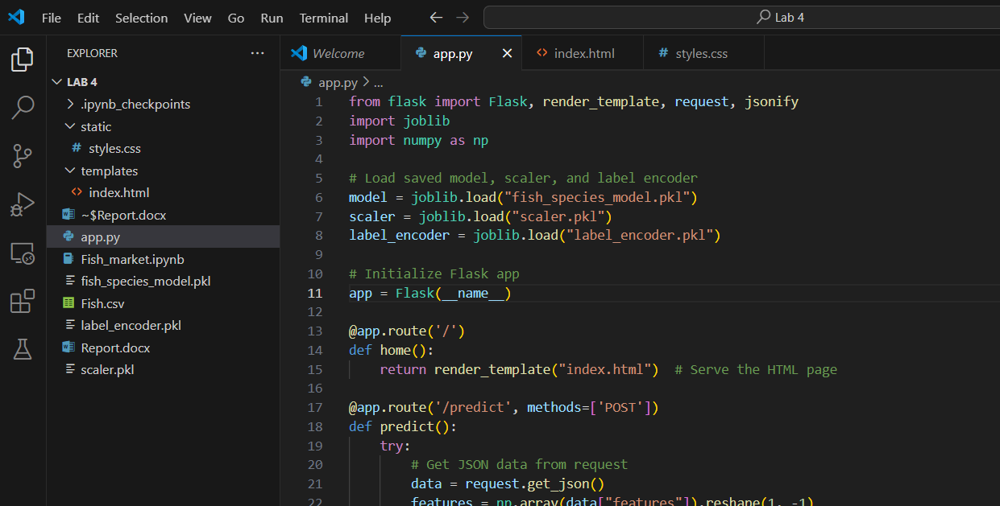 File Edit Selection View Go Run Terminal Help Lab 4
EXPLORER ...
LAB 4
.ipynb_checkpoints
static
# styles.css
templates
<> index.html
~$Report.docx
app.py
Fish_market.ipynb
fish_species_model.pkl
Fish.csv
label_encoder.pkl
Report.docx
scaler.pkl
Welcome app.py <> index.html # styles.css
app.py > ...
1 from flask import Flask, render_template, request, jsonify
2 import joblib
3 import numpy as np
4
5 # Load saved model, scaler, and label encoder
6 model = joblib.load("fish_species_model.pkl")
7 scaler = joblib.load("scaler.pkl")
8 label_encoder = joblib.load("label_encoder.pkl")
9
10 # Initialize Flask app
11 app = Flask(__name__)
12
13 @app.route('/')
14 def home():
15     return render_template("index.html")  # Serve the HTML page
16
17 @app.route('/predict', methods=['POST'])
18 def predict():
19     try:
20         # Get JSON data from request
21         data = request.get_json()
22         features = np.array(data["features"]).reshape(1, -1)